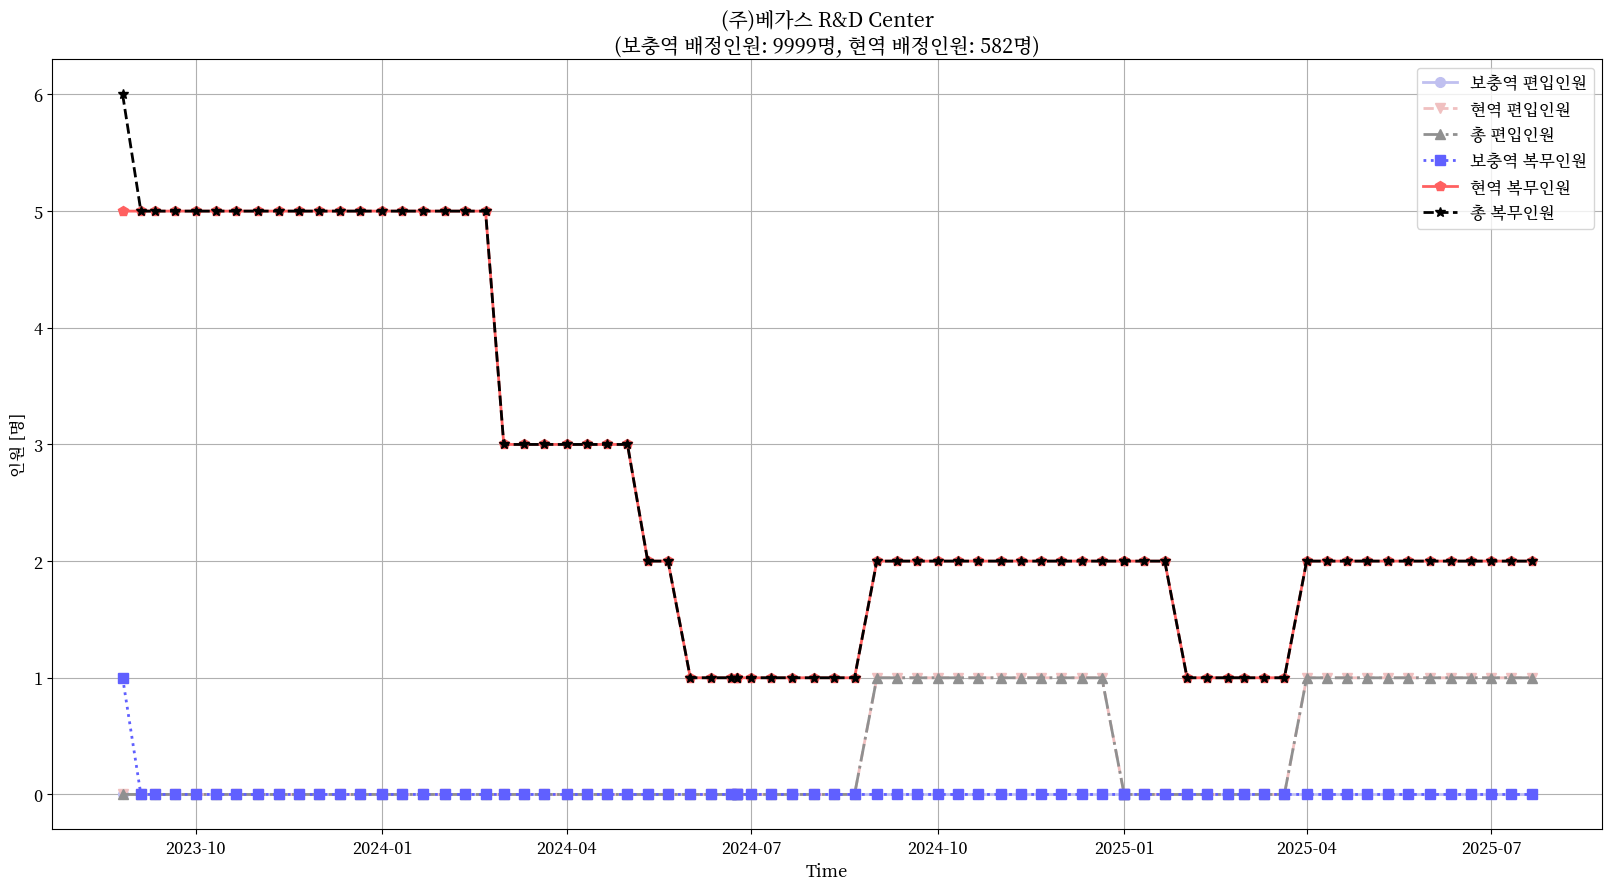 (주)베가스 R&D Center
(보충역 배정인원: 9999명, 현역 배정인원: 582명)
보충역 편입인원
현역 편입인원
총 편입인원
보충역 복무인원
현역 복무인원
총 복무인원
인원 [명]
6
5
4
3
2
1
0
2023-10
2024-01
2024-04
2024-07
2024-10
2025-01
2025-04
2025-07
Time